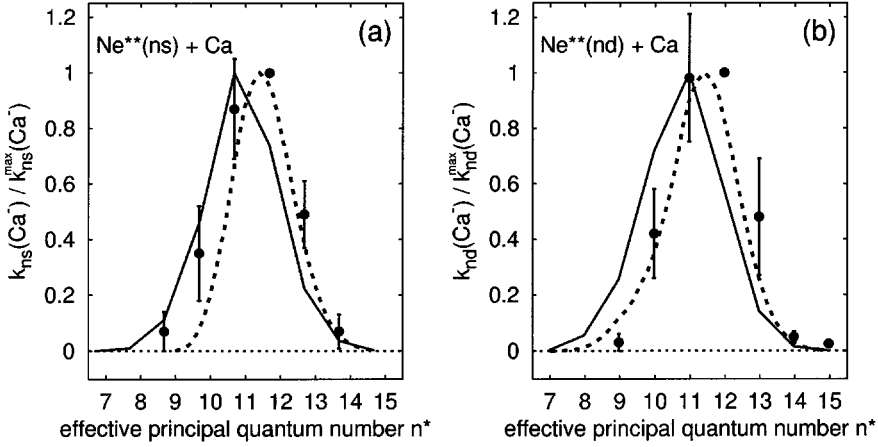 1.2
1
0.8
0.6
0.4
0.2
0
k_ns(Ca⁻) / k_ns^max(Ca⁻)
Ne**(ns) + Ca
(a)
7 8 9 10 11 12 13 14 15
effective principal quantum number n*
1.2
1
0.8
0.6
0.4
0.2
0
k_nd(Ca⁻) / k_nd^max(Ca⁻)
Ne**(nd) + Ca
(b)
7 8 9 10 11 12 13 14 15
effective principal quantum number n*